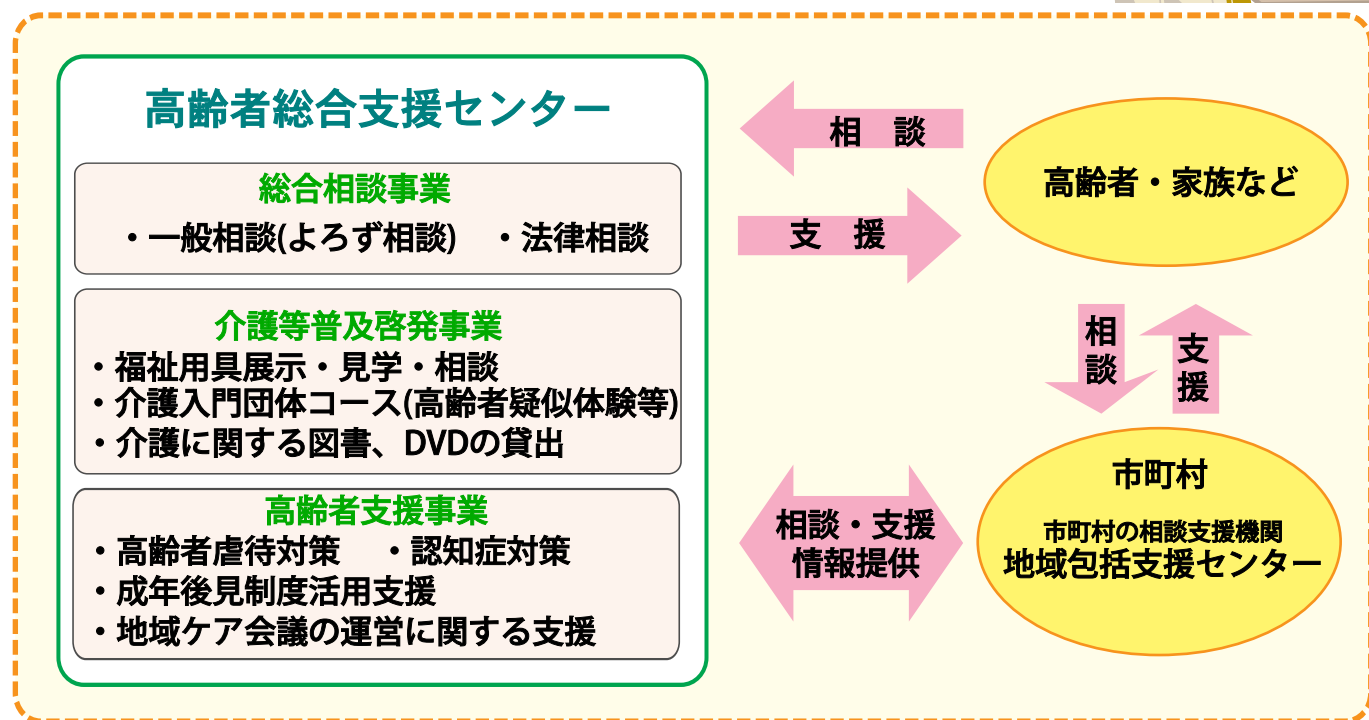 高齢者総合支援センター
総合相談事業
・一般相談(よろず相談)　・法律相談
介護等普及啓発事業
・福祉用具展示・見学・相談
・介護入門団体コース(高齢者疑似体験等)
・介護に関する図書、DVDの貸出
高齢者支援事業
・高齢者虐待対策　・認知症対策
・成年後見制度活用支援
・地域ケア会議の運営に関する支援
相　談
支　援
高齢者・家族など
相談
支援
相談・支援
情報提供
市町村
市町村の相談支援機関
地域包括支援センター